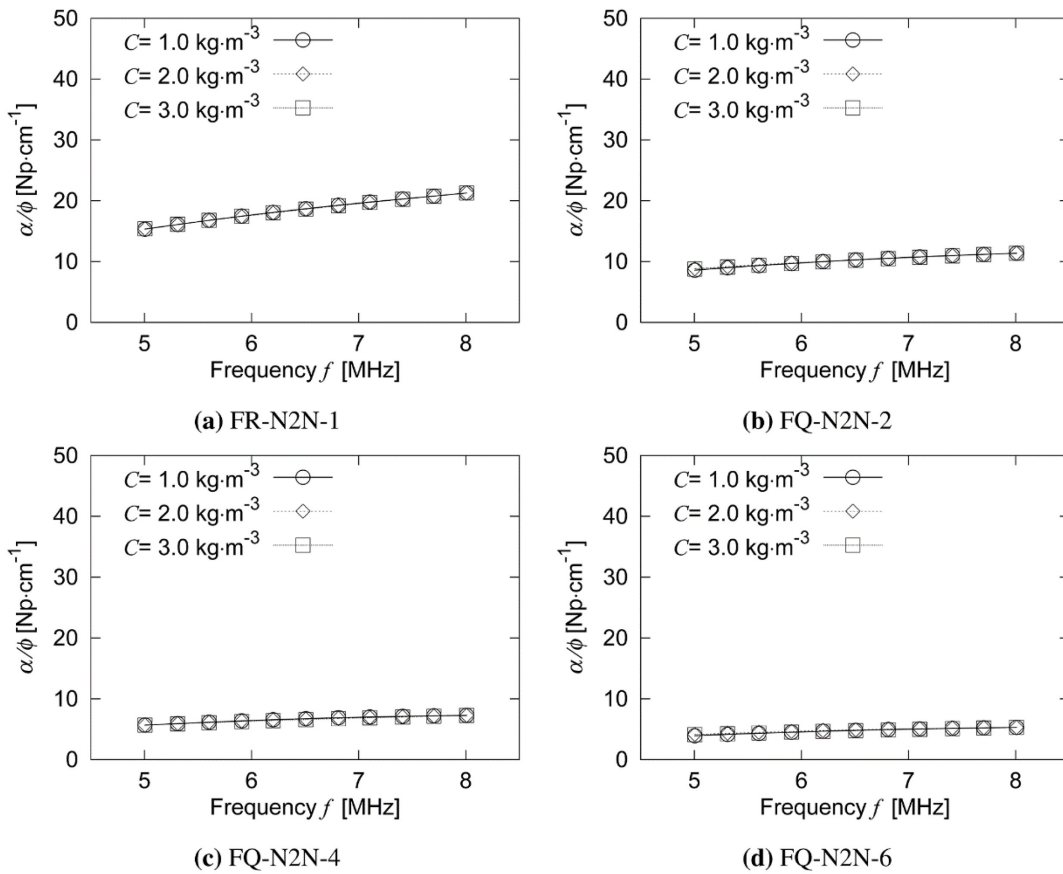 50
40
30
20
10
0
α/ϕ [Np·cm⁻¹]
C= 1.0 kg·m⁻³
C= 2.0 kg·m⁻³
C= 3.0 kg·m⁻³
5 6 7 8
Frequency f [MHz]
(a) FR-N2N-1
50
40
30
20
10
0
α/ϕ [Np·cm⁻¹]
C= 1.0 kg·m⁻³
C= 2.0 kg·m⁻³
C= 3.0 kg·m⁻³
5 6 7 8
Frequency f [MHz]
(b) FQ-N2N-2
50
40
30
20
10
0
α/ϕ [Np·cm⁻¹]
C= 1.0 kg·m⁻³
C= 2.0 kg·m⁻³
C= 3.0 kg·m⁻³
5 6 7 8
Frequency f [MHz]
(c) FQ-N2N-4
50
40
30
20
10
0
α/ϕ [Np·cm⁻¹]
C= 1.0 kg·m⁻³
C= 2.0 kg·m⁻³
C= 3.0 kg·m⁻³
5 6 7 8
Frequency f [MHz]
(d) FQ-N2N-6